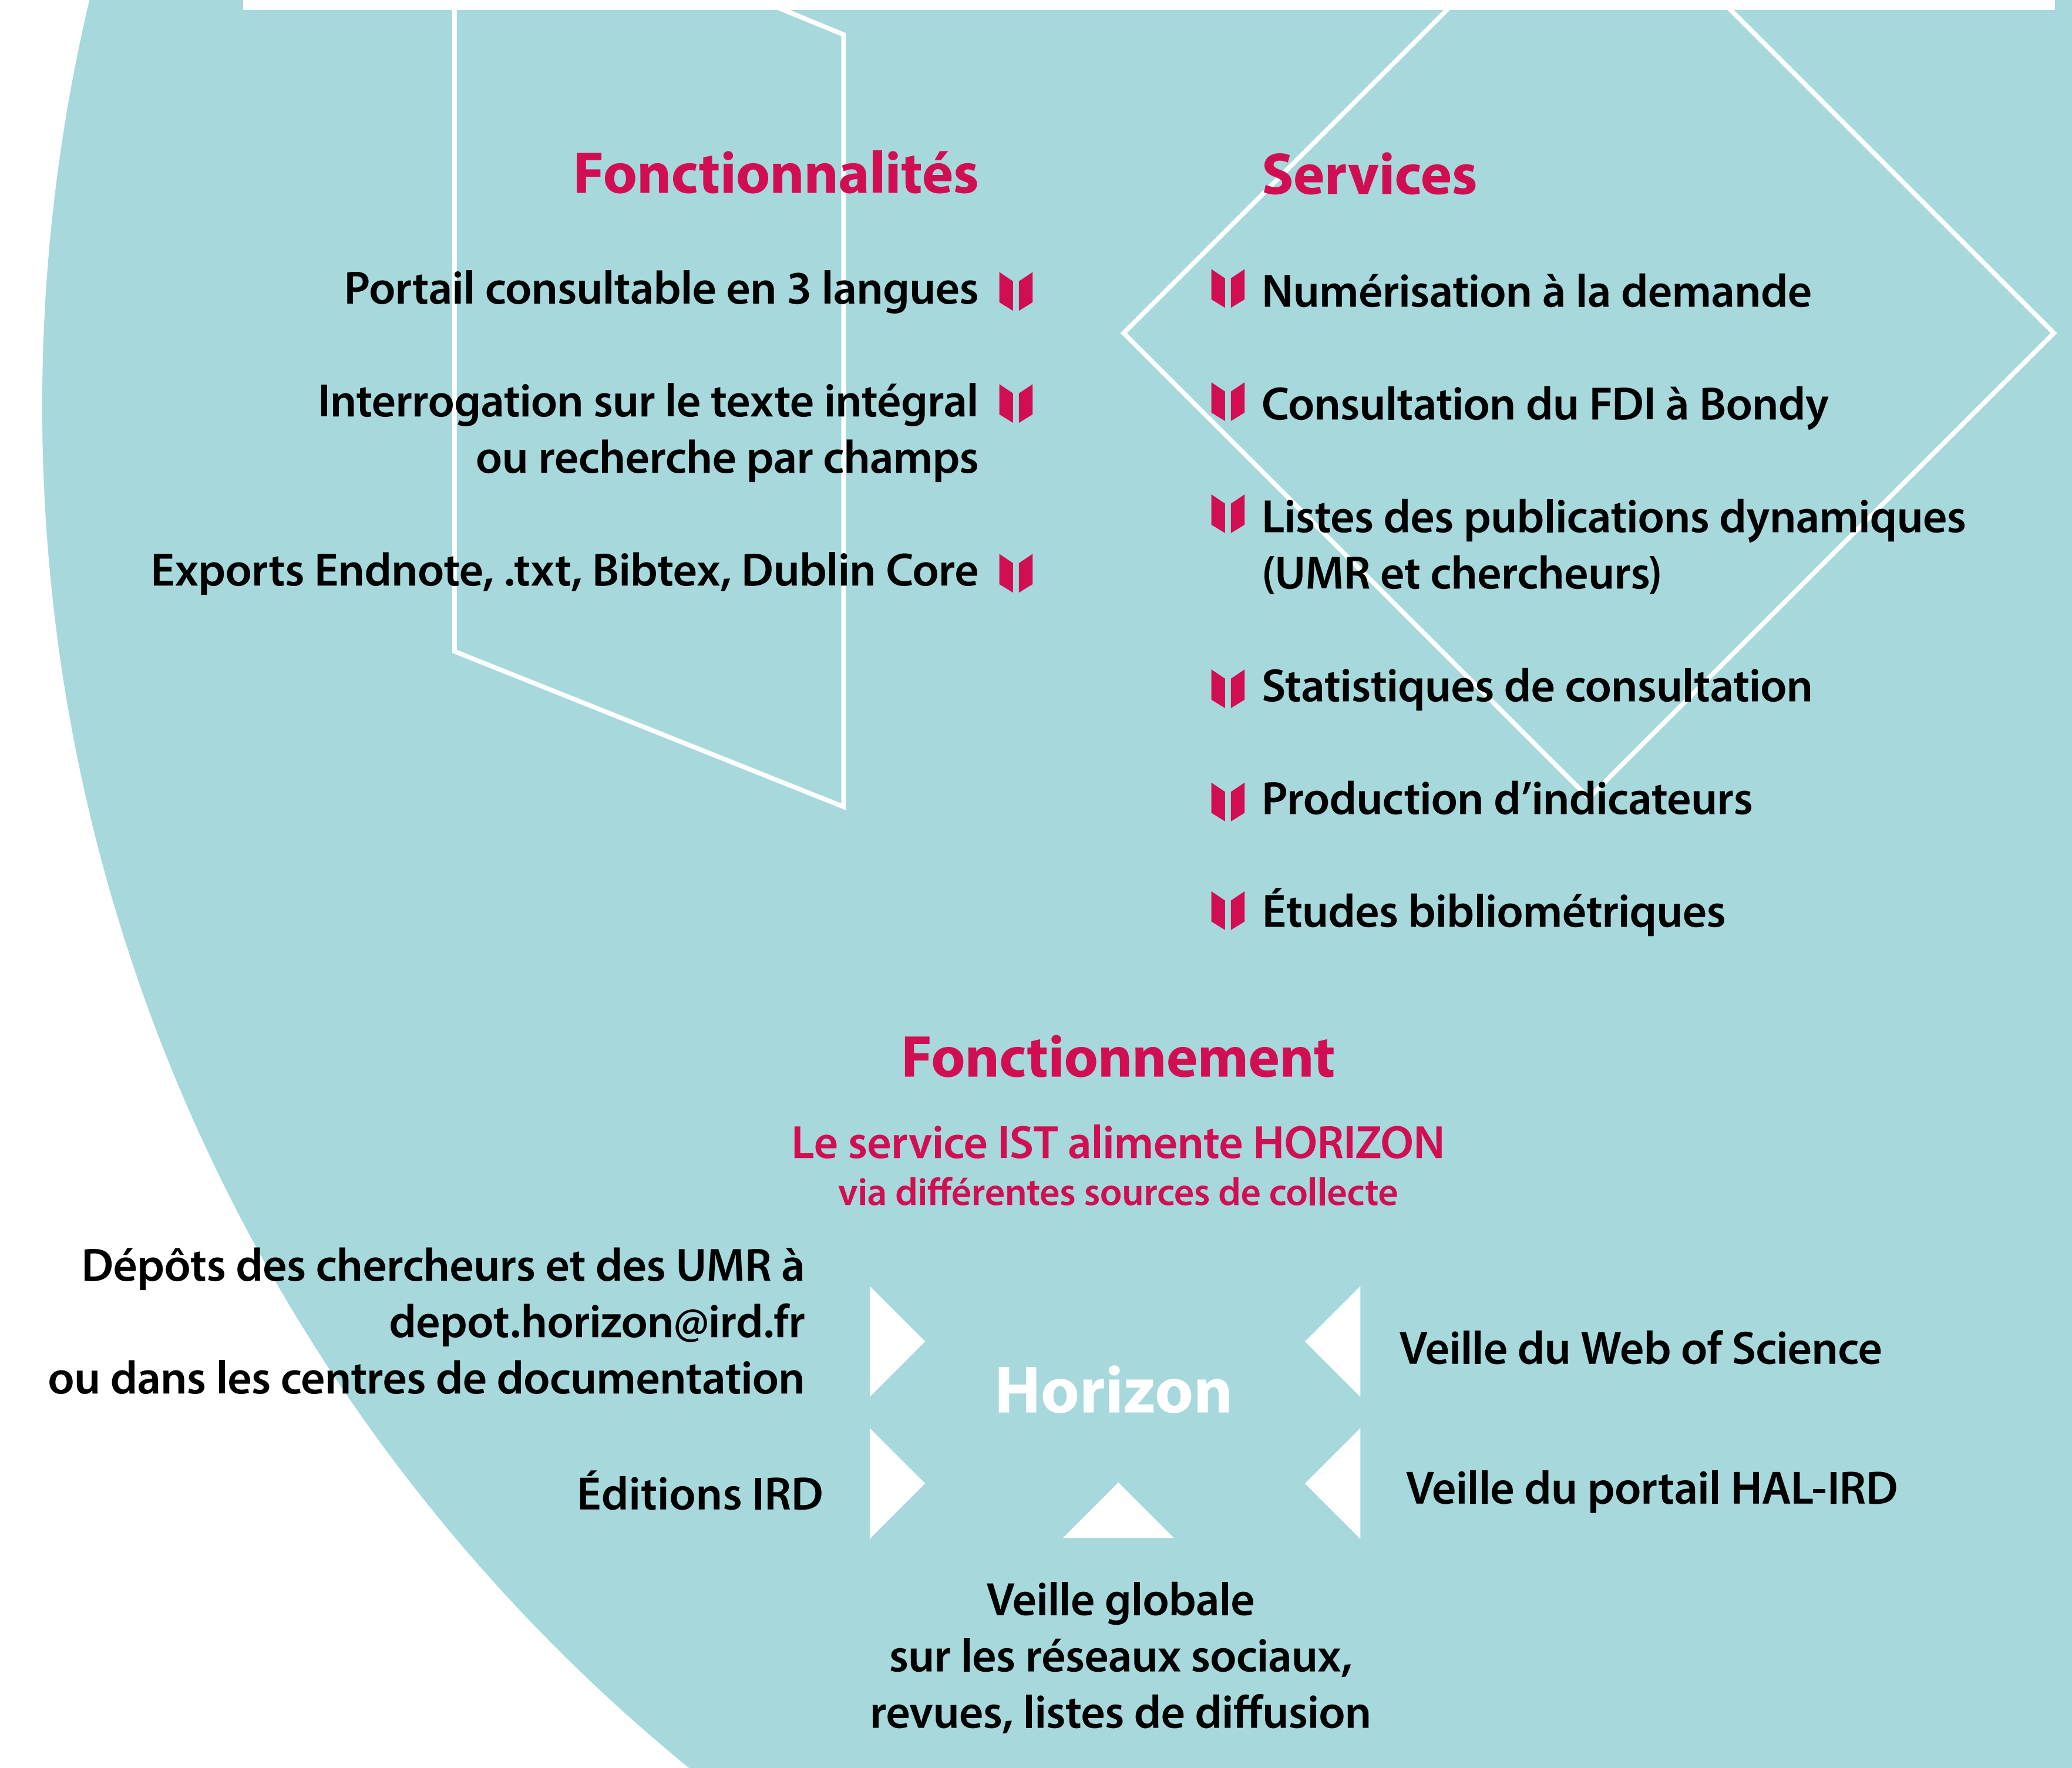 Fonctionnalités
Portail consultable en 3 langues
Interrogation sur le texte intégral
ou recherche par champs
Exports Endnote, .txt, Bibtex, Dublin Core
Services
Numérisation à la demande
Consultation du FDI à Bondy
Listes des publications dynamiques
(UMR et chercheurs)
Statistiques de consultation
Production d’indicateurs
Études bibliométriques
Fonctionnement
Le service IST alimente HORIZON
via différentes sources de collecte
Dépôts des chercheurs et des UMR à
depot.horizon@ird.fr
ou dans les centres de documentation
Éditions IRD
Horizon
Veille du Web of Science
Veille du portail HAL-IRD
Veille globale
sur les réseaux sociaux,
revues, listes de diffusion